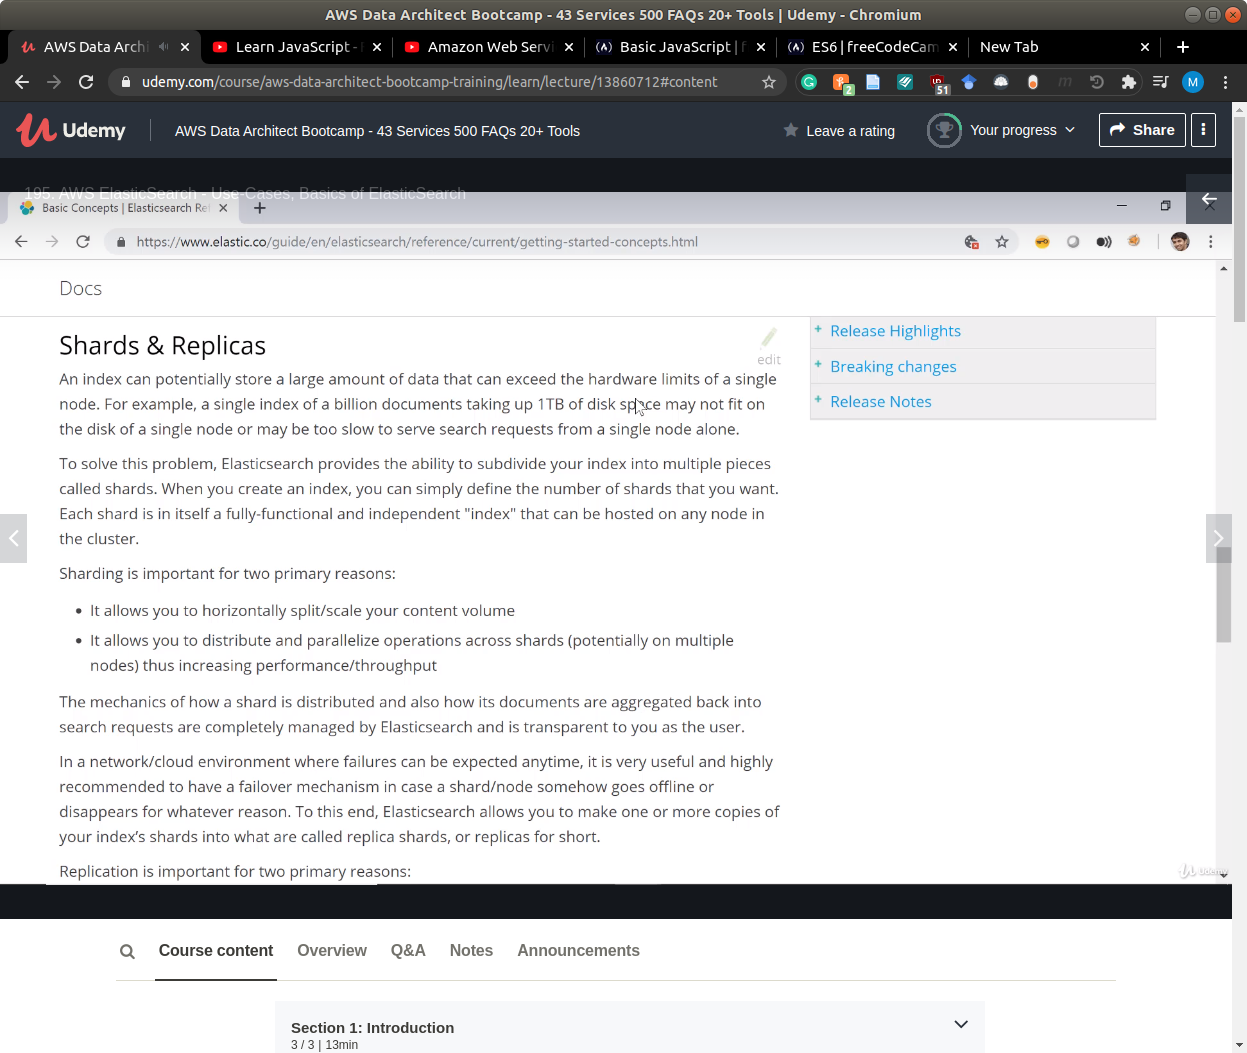 AWS Data Architect Bootcamp - 43 Services 500 FAQs 20+ Tools | Udemy - Chromium
AWS Data Archi
Learn JavaScript -
Amazon Web Servi
Basic JavaScript | f
ES6 | freeCodeCam
New Tab
udemy.com/course/aws-data-architect-bootcamp-training/learn/lecture/13860712#content
2
51
M
Udemy
AWS Data Architect Bootcamp - 43 Services 500 FAQs 20+ Tools
Leave a rating
Your progress
Share
195. AWS ElasticSearch - Use-Cases, Basics of ElasticSearch
Basic Concepts | Elasticsearch Re
https://www.elastic.co/guide/en/elasticsearch/reference/current/getting-started-concepts.html
Docs
Shards & Replicas
edit
An index can potentially store a large amount of data that can exceed the hardware limits of a single
node. For example, a single index of a billion documents taking up 1TB of disk space may not fit on
the disk of a single node or may be too slow to serve search requests from a single node alone.
To solve this problem, Elasticsearch provides the ability to subdivide your index into multiple pieces
called shards. When you create an index, you can simply define the number of shards that you want.
Each shard is in itself a fully-functional and independent "index" that can be hosted on any node in
the cluster.
Sharding is important for two primary reasons:
It allows you to horizontally split/scale your content volume
It allows you to distribute and parallelize operations across shards (potentially on multiple
nodes) thus increasing performance/throughput
The mechanics of how a shard is distributed and also how its documents are aggregated back into
search requests are completely managed by Elasticsearch and is transparent to you as the user.
In a network/cloud environment where failures can be expected anytime, it is very useful and highly
recommended to have a failover mechanism in case a shard/node somehow goes offline or
disappears for whatever reason. To this end, Elasticsearch allows you to make one or more copies of
your index’s shards into what are called replica shards, or replicas for short.
Replication is important for two primary reasons:
+ Release Highlights
+ Breaking changes
+ Release Notes
Udemy
Course content
Overview
Q&A
Notes
Announcements
Section 1: Introduction
3 / 3 | 13min